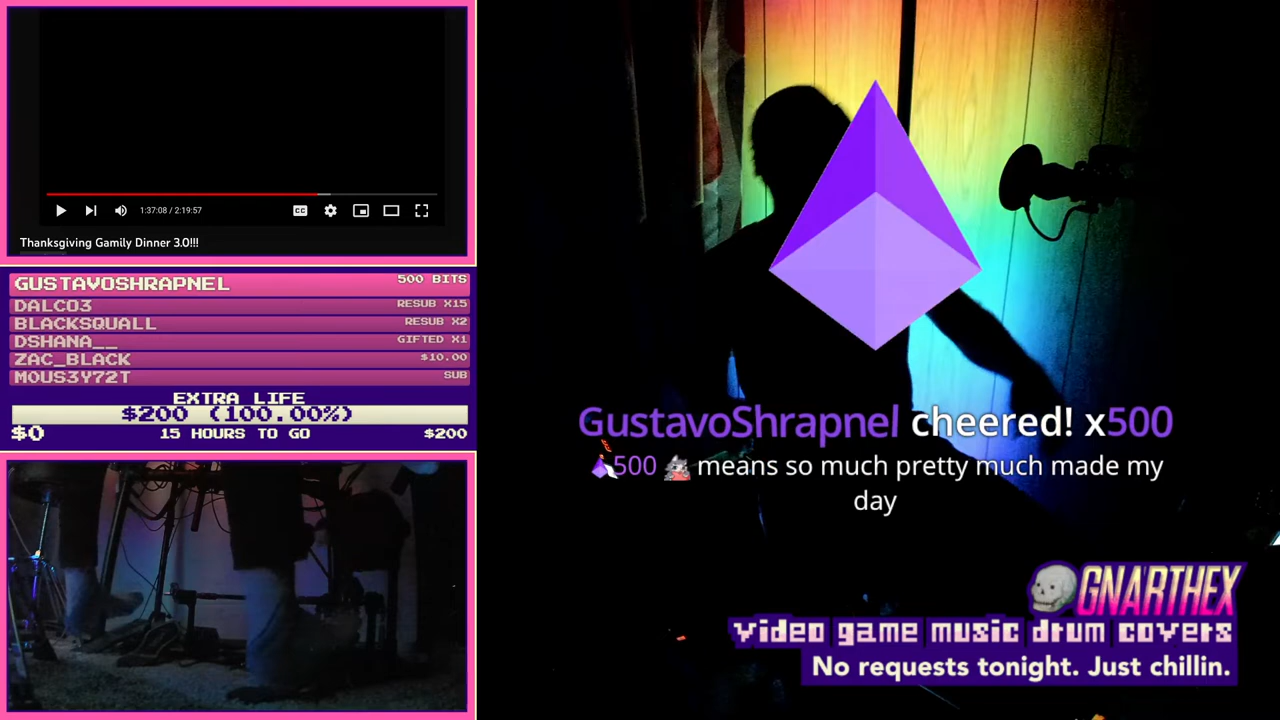 1:37:08 / 2:19:57
CC
Thanksgiving Gamily Dinner 3.0!!!
GUSTAVOSHRAPNEL 500 BITS
DALCO3 RESUB X15
BLACKSQUALL RESUB X2
DSHANA__ GIFTED X1
ZAC_BLACK $10.00
MOUS3Y72T SUB
EXTRA LIFE
$200 (100.00%)
$0 15 HOURS TO GO $200
GustavoShrapnel cheered! x500
500 means so much pretty much made my
day
GNARTHEX
video game music drum covers
No requests tonight. Just chillin.